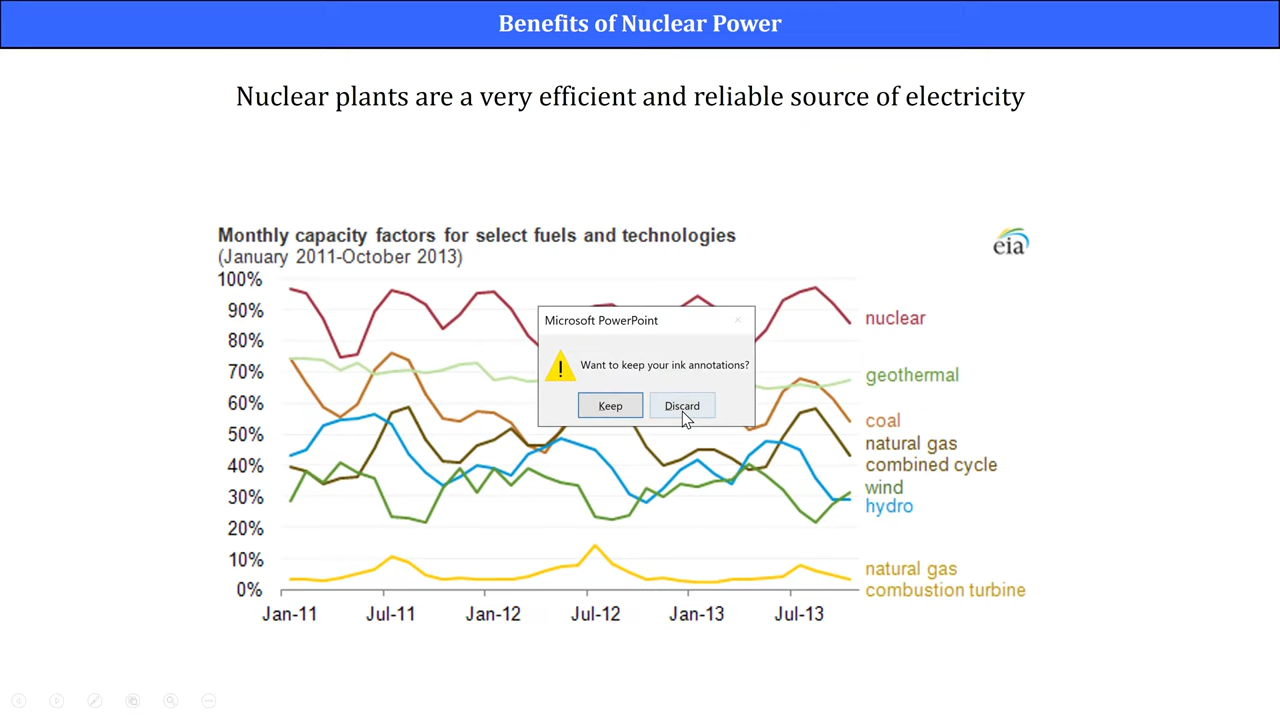 Benefits of Nuclear Power
Nuclear plants are a very efficient and reliable source of electricity
Monthly capacity factors for select fuels and technologies
(January 2011-October 2013)
eia
100%
90%
80%
70%
60%
50%
40%
30%
20%
10%
0%
Jan-11 Jul-11 Jan-12 Jul-12 Jan-13 Jul-13
nuclear
geothermal
coal
natural gas
combined cycle
wind
hydro
natural gas
combustion turbine
Microsoft PowerPoint
Want to keep your ink annotations?
Keep Discard